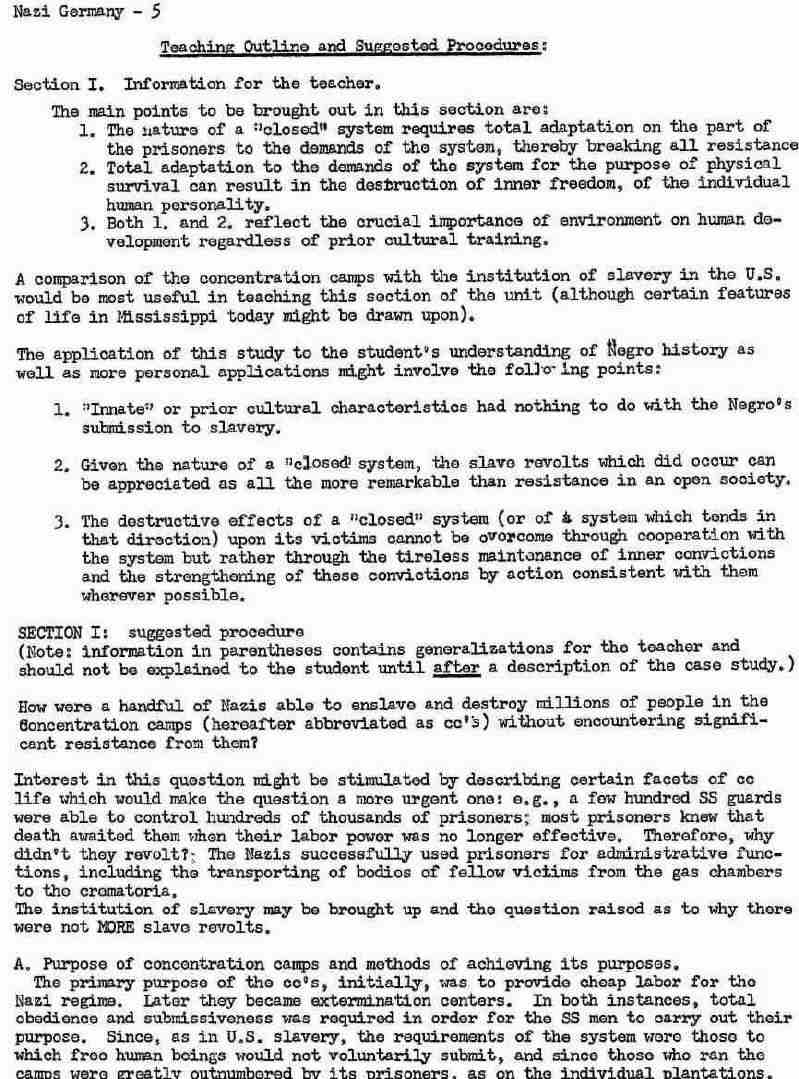 Nazi Germany - 5
Teaching Outline and Suggested Procedures:
Section I. Information for the teacher.
The main points to be brought out in this section are:
1. The nature of a "closed" system requires total adaptation on the part of
the prisoners to the demands of the system, thereby breaking all resistance
2. Total adaptation to the demands of the system for the purpose of physical
survival can result in the destruction of inner freedom, of the individual
human personality.
3. Both 1. and 2. reflect the crucial importance of environment on human de-
velopment regardless of prior cultural training.
A comparison of the concentration camps with the institution of slavery in the U.S.
would be most useful in teaching this section of the unit (although certain features
of life in Mississippi today might be drawn upon).
The application of this study to the student's understanding of Negro history as
well as more personal applications might involve the follo- ing points:
1. "Innate" or prior cultural characteristics had nothing to do with the Negro's
submission to slavery.
2. Given the nature of a "closed' system, the slave revolts which did occur can
be appreciated as all the more remarkable than resistance in an open society.
3. The destructive effects of a "closed" system (or of a system which tends in
that direction) upon its victims cannot be overcome through cooperation with
the system but rather through the tireless maintenance of inner convictions
and the strengthening of these convictions by action consistent with them
wherever possible.
SECTION I: suggested procedure
(Note: information in parentheses contains generalizations for the teacher and
should not be explained to the student until after a description of the case study.)
How were a handful of Nazis able to enslave and destroy millions of people in the
concentration camps (hereafter abbreviated as cc's) without encountering signifi-
cant resistance from them?
Interest in this question might be stimulated by describing certain facets of cc
life which would make the question a more urgent one: e.g., a few hundred SS guards
were able to control hundreds of thousands of prisoners; most prisoners knew that
death awaited them when their labor power was no longer effective. Therefore, why
didn't they revolt?; The Nazis successfully used prisoners for administrative func-
tions, including the transporting of bodies of fellow victims from the gas chambers
to the crematoria.
The institution of slavery may be brought up and the question raised as to why there
were not MORE slave revolts.
A. Purpose of concentration camps and methods of achieving its purposes.
The primary purpose of the cc's, initially, was to provide cheap labor for the
Nazi regime. Later they became extermination centers. In both instances, total
obedience and submissiveness was required in order for the SS men to carry out their
purpose. Since, as in U.S. slavery, the requirements of the system were those to
which free human beings would not voluntarily submit, and since those who ran the
camps were greatly outnumbered by its prisoners, as on the individual plantations,